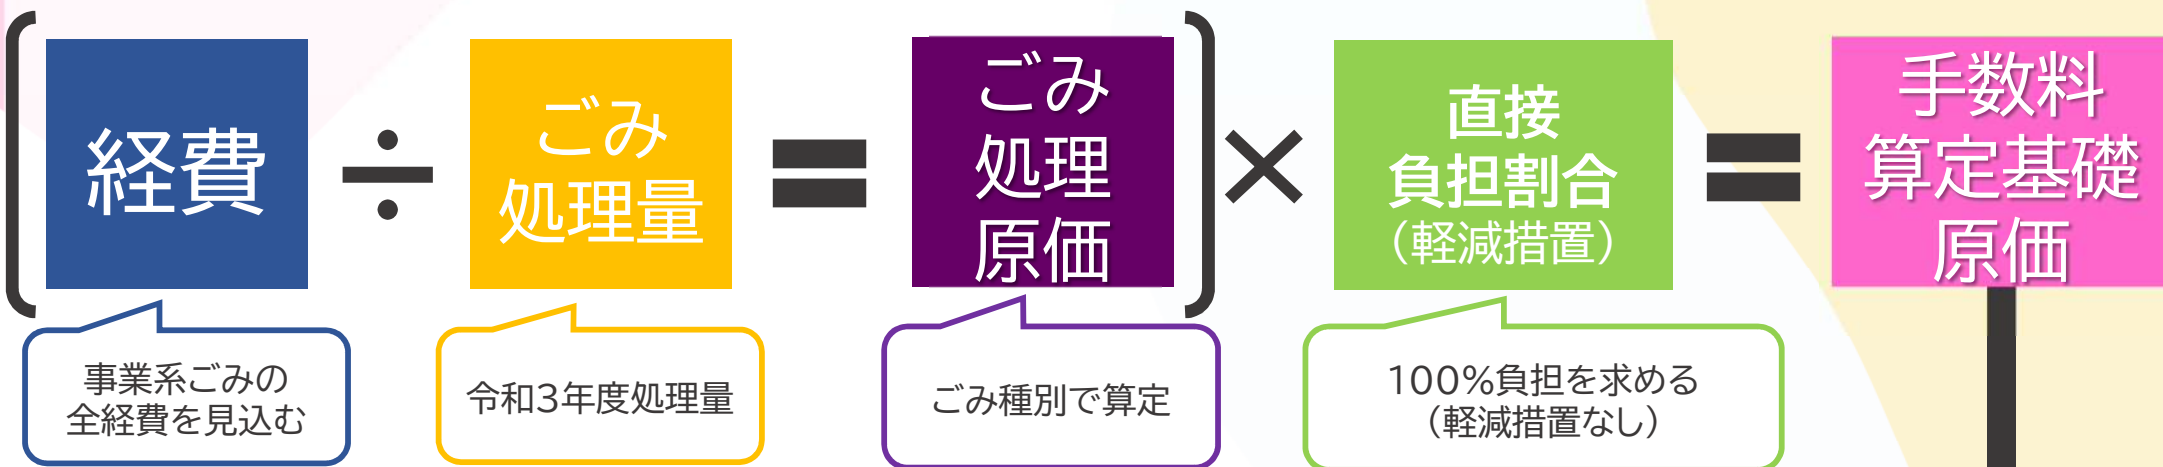 経費
÷
ごみ
処理量
=
ごみ
処理
原価
×
直接
負担割合
（軽減措置）
=
手数料
算定基礎
原価
事業系ごみの
全経費を見込む
令和3年度処理量
ごみ種別で算定
100%負担を求める
（軽減措置なし）